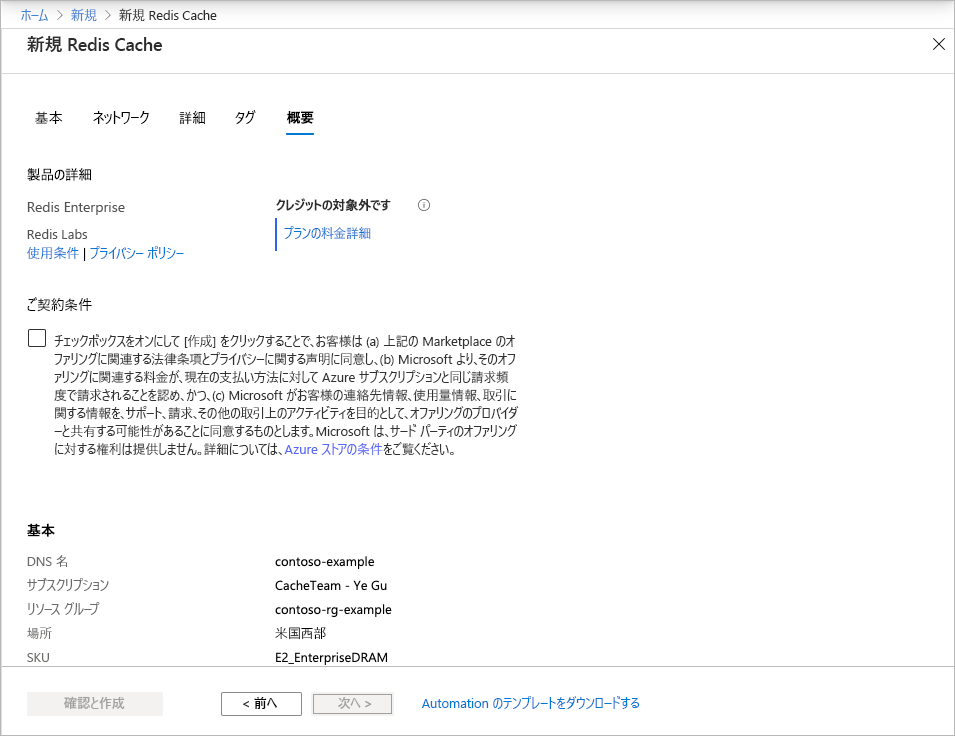 ホーム > 新規 > 新規 Redis Cache
新規 Redis Cache
基本 ネットワーク 詳細 タグ 概要
製品の詳細
Redis Enterprise
Redis Labs
使用条件 | プライバシー ポリシー
クレジットの対象外です
プランの料金詳細
ご契約条件
チェックボックスをオンにして [作成] をクリックすることで、お客様は (a) 上記の Marketplace のオ
ファリングに関連する法律条項とプライバシーに関する声明に同意し、(b) Microsoft より、そのオフ
ァリングに関連する料金が、現在の支払い方法に対して Azure サブスクリプションと同じ請求頻
度で請求されることを認め、かつ、(c) Microsoft がお客様の連絡先情報、使用量情報、取引に
関する情報を、サポート、請求、その他の取引上のアクティビティを目的として、オファリングのプロバイダ
ーと共有する可能性があることに同意するものとします。Microsoft は、サード パーティのオファリング
に対する権利は提供しません。詳細については、Azure ストアの条件をご覧ください。
基本
DNS 名 contoso-example
サブスクリプション CacheTeam - Ye Gu
リソース グループ contoso-rg-example
場所 米国西部
SKU E2_EnterpriseDRAM
確認と作成 < 前へ 次へ > Automation のテンプレートをダウンロードする